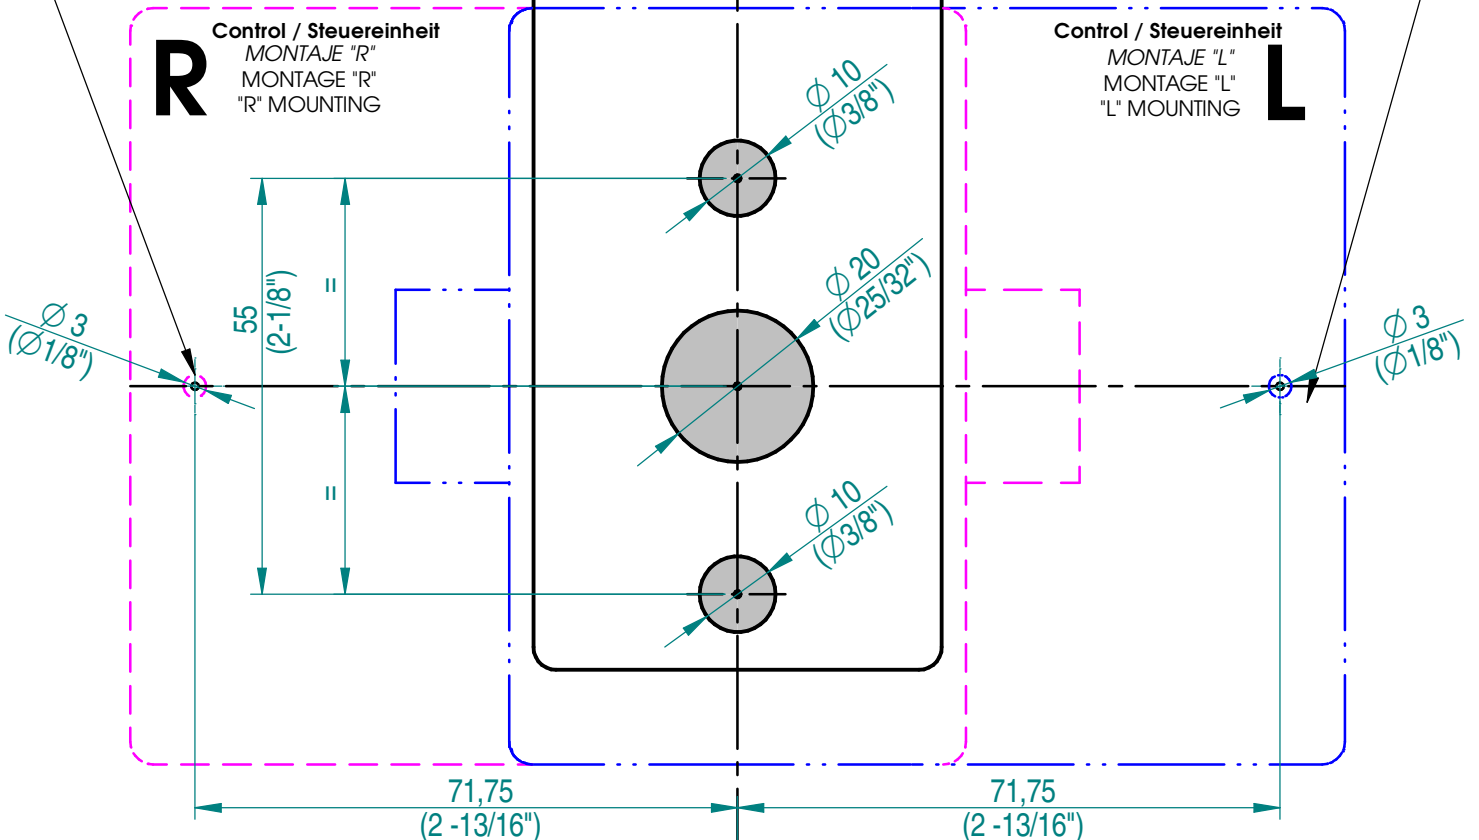 R
Control / Steuereinheit
MONTAJE "R"
MONTAGE "R"
"R" MOUNTING
Control / Steuereinheit
MONTAJE "L"
MONTAGE "L"
"L" MOUNTING
L
Ø 10
(Ø3/8")
Ø 20
(Ø25/32")
55
(2-1/8")
=
=
Ø 3
(Ø1/8")
Ø 3
(Ø1/8")
Ø 10
(Ø3/8")
71,75
(2 -13/16")
71,75
(2 -13/16")